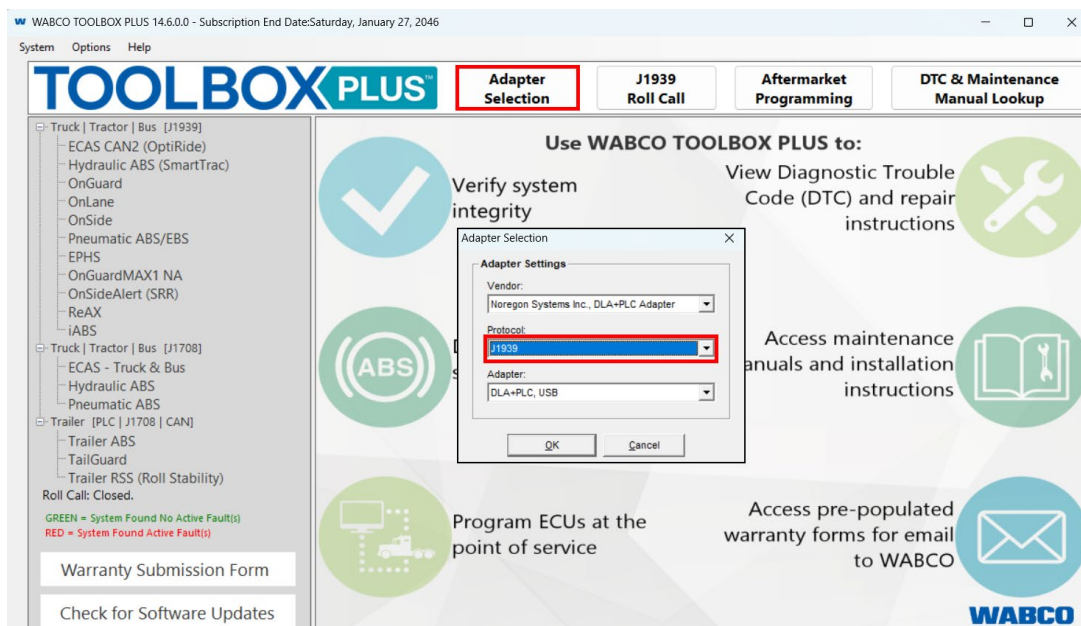 WABCO TOOLBOX PLUS 14.6.0.0 - Subscription End Date:Saturday, January 27, 2046
System Options Help
TOOLBOX PLUS™
Adapter
Selection
J1939
Roll Call
Aftermarket
Programming
DTC & Maintenance
Manual Lookup
Truck | Tractor | Bus [J1939]
ECAS CAN2 (OptiRide)
Hydraulic ABS (SmartTrac)
OnGuard
OnLane
OnSide
Pneumatic ABS/EBS
EPHS
OnGuardMAX1 NA
OnSideAlert (SRR)
ReAX
iABS
Truck | Tractor | Bus [J1708]
ECAS - Truck & Bus
Hydraulic ABS
Pneumatic ABS
Trailer [PLC | J1708 | CAN]
Trailer ABS
TailGuard
Trailer RSS (Roll Stability)
Roll Call: Closed.
GREEN = System Found No Active Fault(s)
RED = System Found Active Fault(s)
Warranty Submission Form
Check for Software Updates
Use WABCO TOOLBOX PLUS to:
Verify system
integrity
View Diagnostic Trouble
Code (DTC) and repair
instructions
Adapter Selection
Adapter Settings
Vendor:
Noregon Systems Inc., DLA+PLC Adapter
Protocol:
J1939
Adapter:
DLA+PLC, USB
OK
Cancel
ABS
Access maintenance
anuals and installation
instructions
Program ECUs at the
point of service
Access pre-populated
warranty forms for email
to WABCO
WABCO